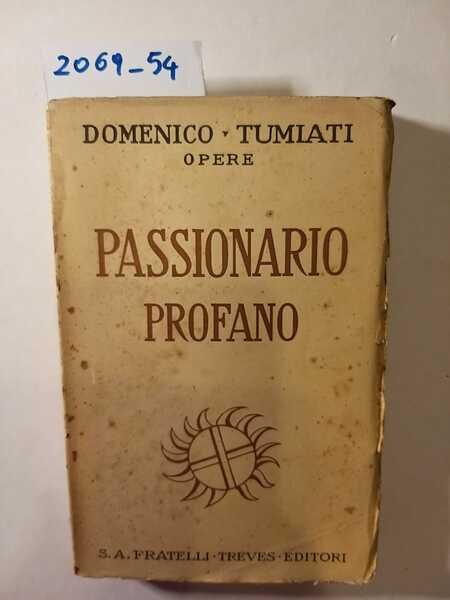 2069_54
DOMENICO · TUMIATI
OPERE
PASSIONARIO
PROFANO
S.A. FRATELLI · TREVES · EDITORI